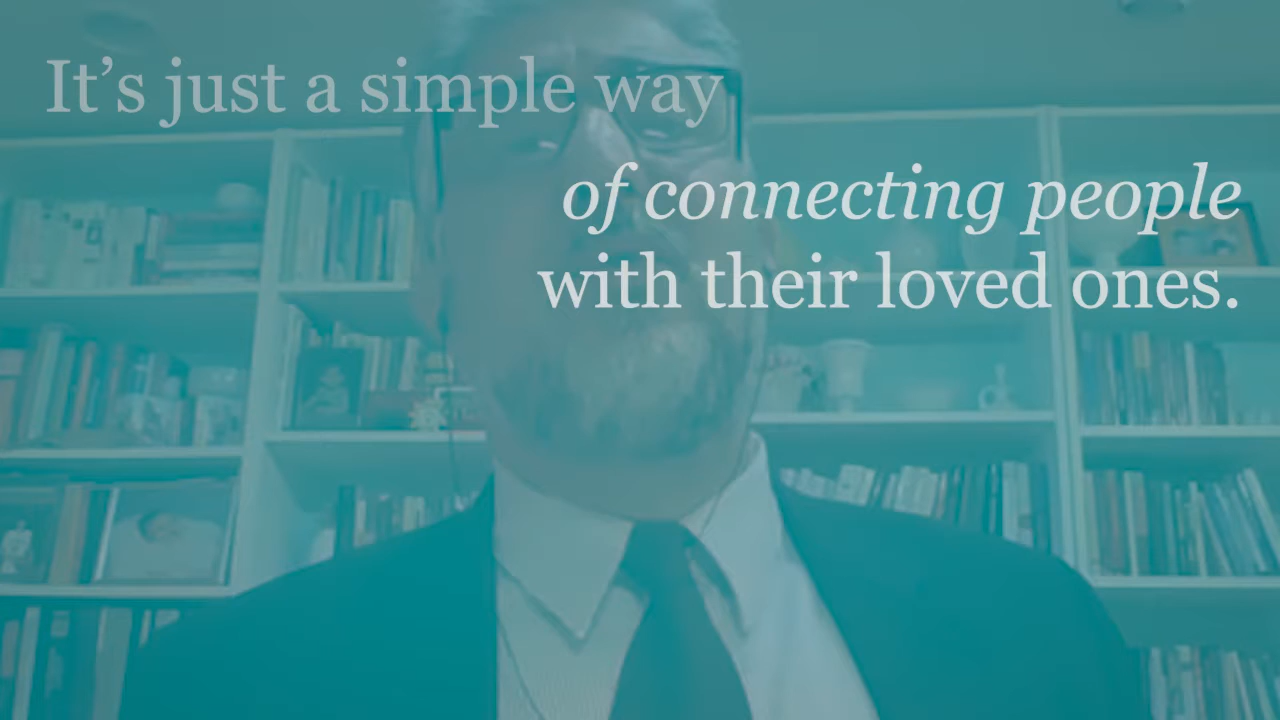 It’s just a simple way
of connecting people
with their loved ones.